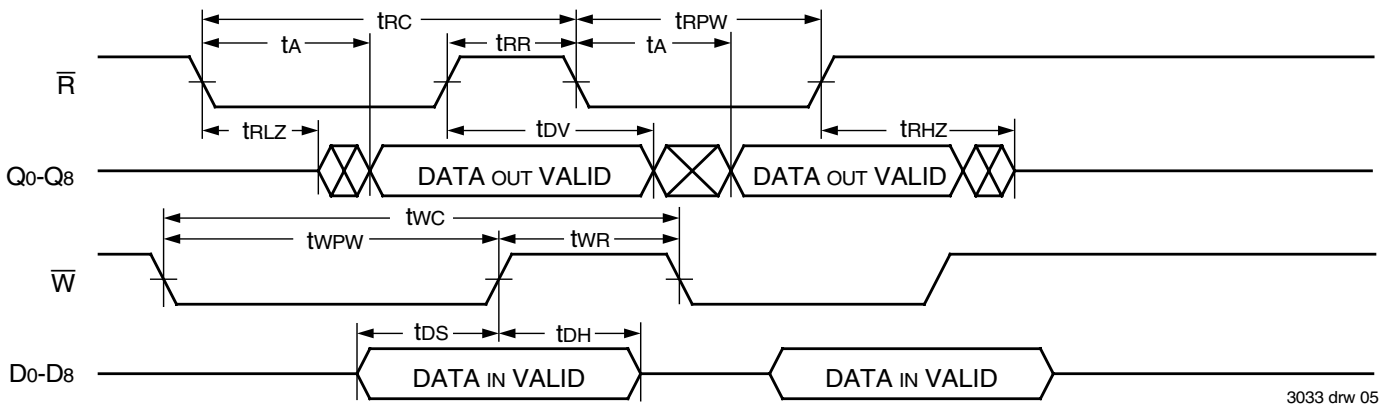 tRC tRPW
tA tRR tA
R̅
tRLZ tDV tRHZ
Q0-Q8 DATA OUT VALID DATA OUT VALID
tWC
tWPW tWR
W̅
tDS tDH
D0-D8 DATA IN VALID DATA IN VALID
3033 drw 05